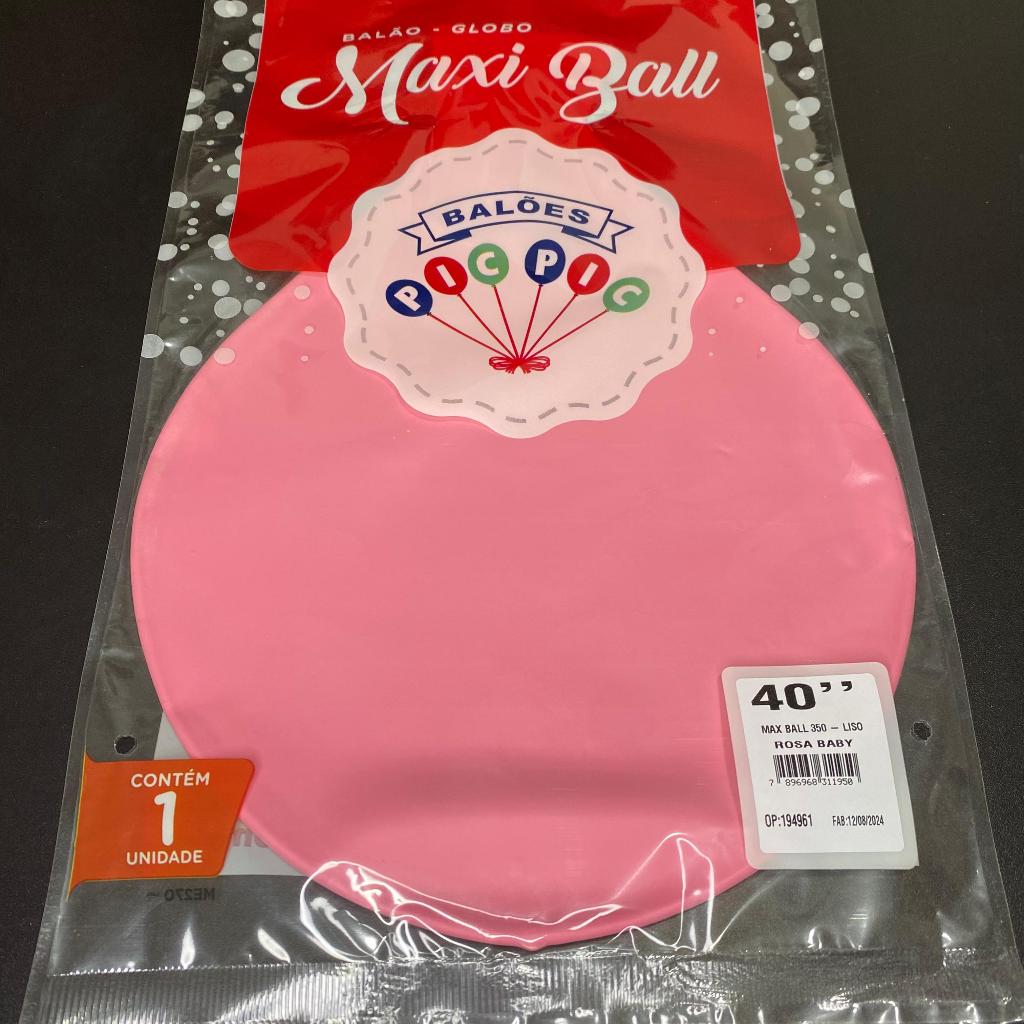 BALÃO - GLOBO
Maxi Ball
BALÕES
PIC PIC
40’’
MAX BALL 350 – LISO
ROSA BABY
7 896968 311950
OP:194961 FAB:12/08/2024
CONTÉM
1
UNIDADE
ME270